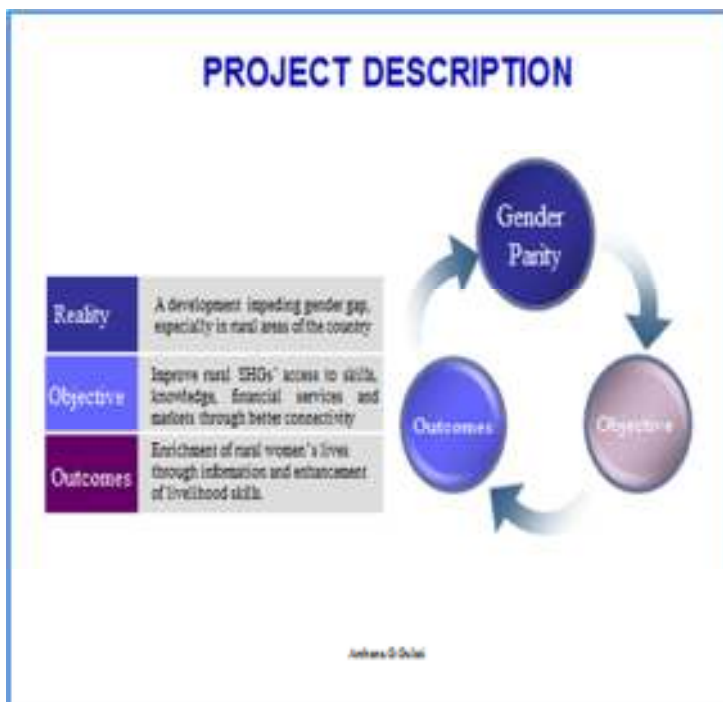 PROJECT DESCRIPTION
Reality
A development impeding gender gap,
especially in rural areas of the country
Objective
Improve rural SHGs' access to skills,
knowledge, financial services and
markets through better connectivity
Outcomes
Enrichment of rural women's lives
through infomation and enhancement
of livelihood skills.
Gender
Parity
Objective
Outcomes